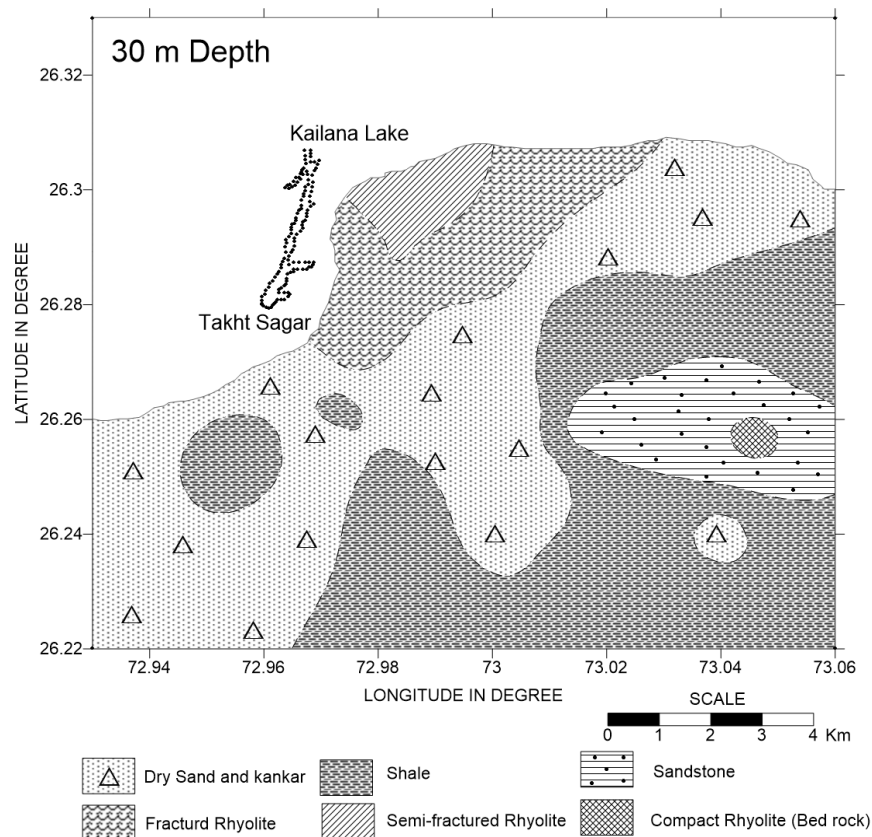 30 m Depth
26.32
Kailana Lake
26.3
26.28
Takht Sagar
26.26
26.24
26.22
LATITUDE IN DEGREE
72.94 72.96 72.98 73 73.02 73.04 73.06
LONGITUDE IN DEGREE
SCALE
0 1 2 3 4 Km
Dry Sand and kankar
Shale
Sandstone
Fracturd Rhyolite
Semi-fractured Rhyolite
Compact Rhyolite (Bed rock)